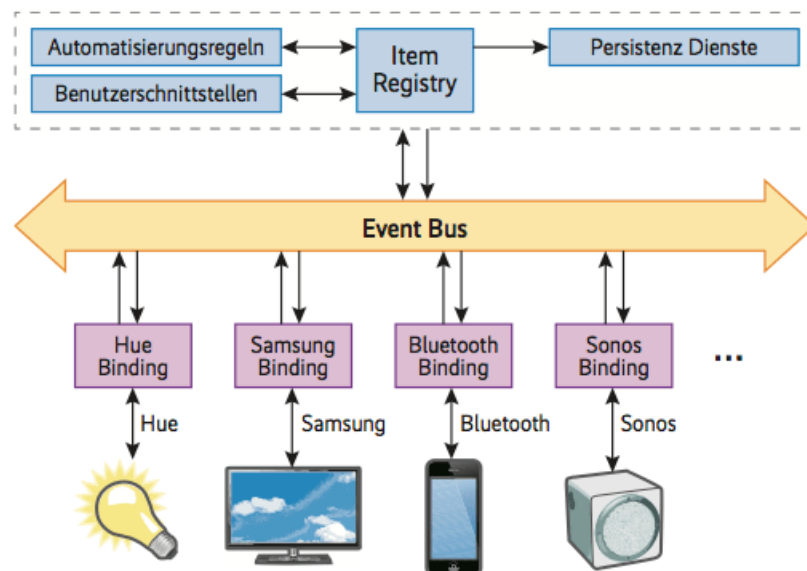 Automatisierungsregeln
Item
Registry
Persistenz Dienste
Benutzerschnittstellen
Event Bus
Hue
Binding
Samsung
Binding
Bluetooth
Binding
Sonos
Binding
...
Hue
Samsung
Bluetooth
Sonos